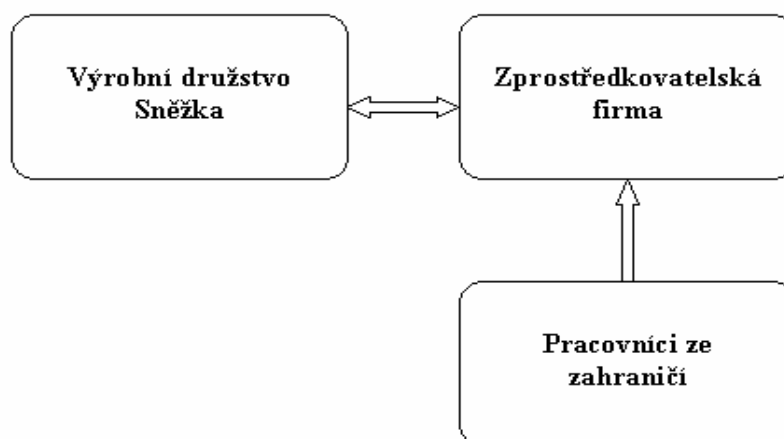 Výrobní družstvo
Sněžka
Zprostředkovatelská
firma
Pracovníci ze
zahraničí